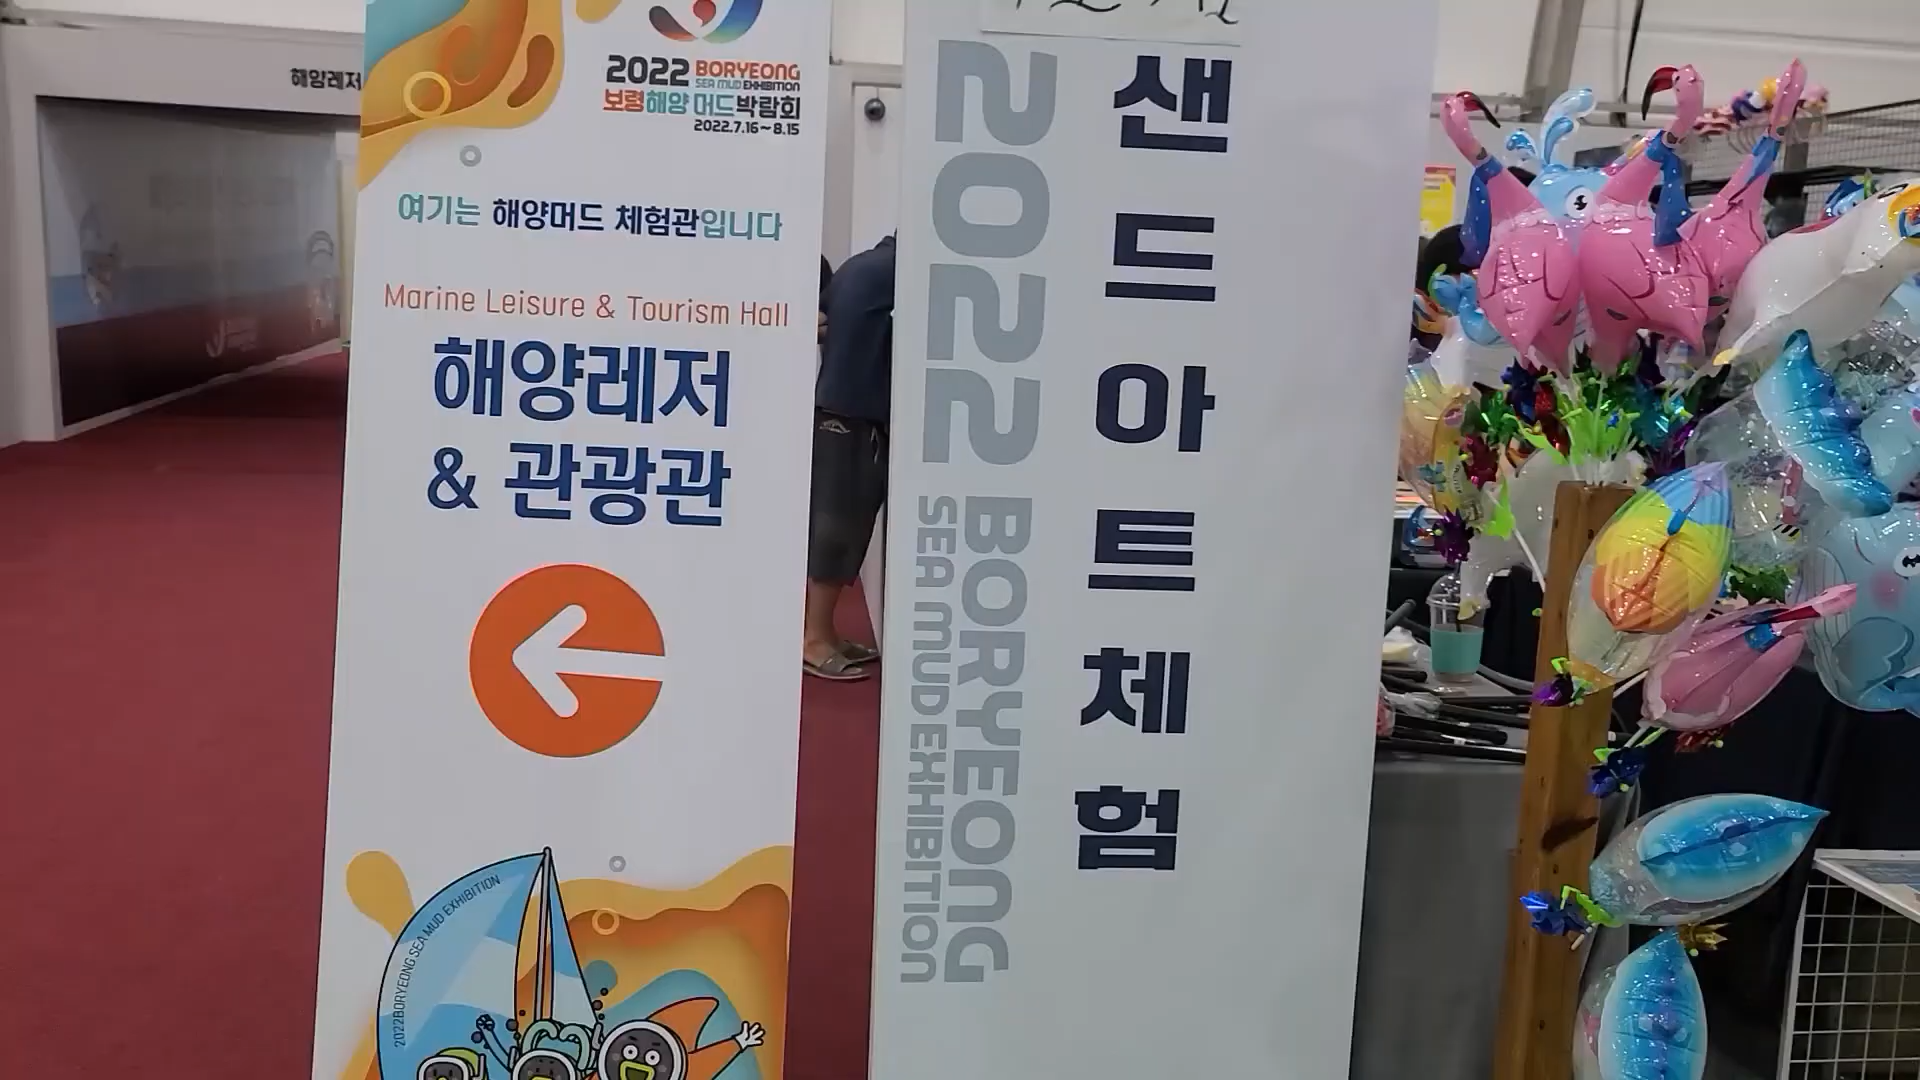 해양레저
2022 BORYEONG
SEA MUD EXHIBITION
보령해양 머드박람회
2022.7.16~8.15
여기는 해양머드 체험관입니다
Marine Leisure & Tourism Hall
해양레저
& 관광관
2022BORYEONG SEA MUD EXHIBITION
2022 BORYEONG
SEA MUD EXHIBITION
샌드아트체험